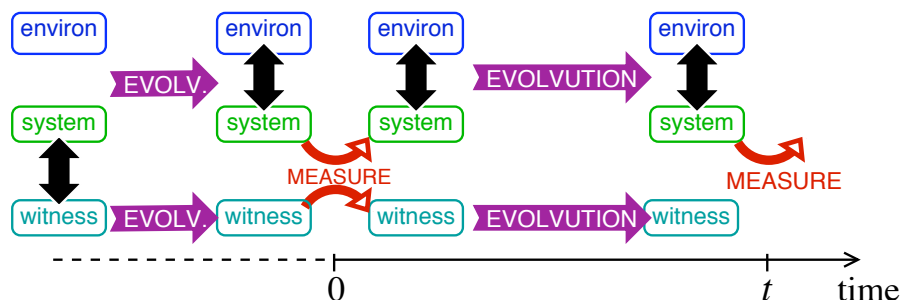 environ environ environ environ
EVOLV. EVOLVUTION
system system system system
MEASURE MEASURE
witness EVOLV. witness witness EVOLVUTION witness
0 t time